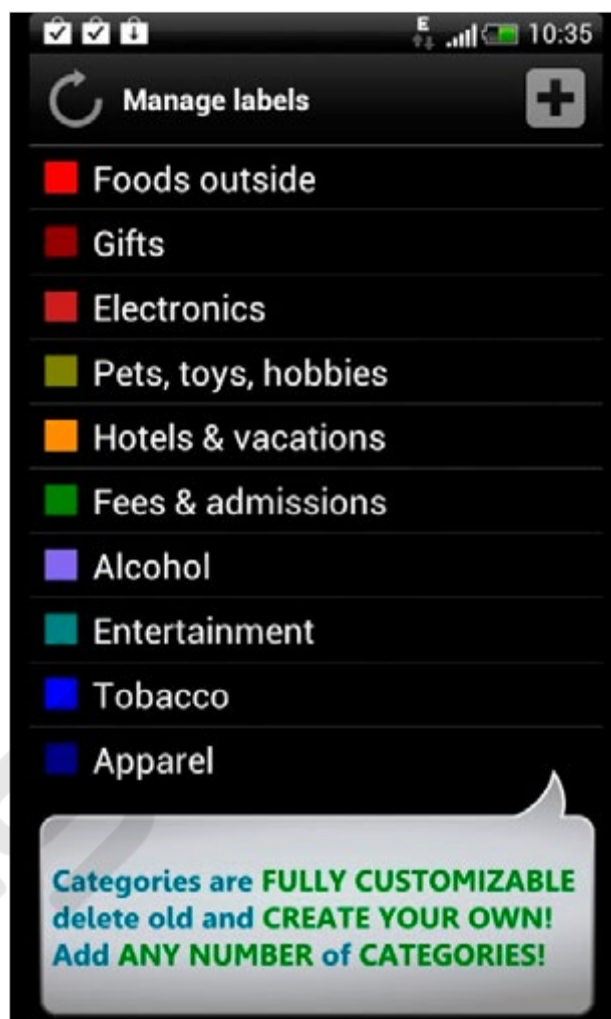 E 10:35
Manage labels
Foods outside
Gifts
Electronics
Pets, toys, hobbies
Hotels & vacations
Fees & admissions
Alcohol
Entertainment
Tobacco
Apparel
Categories are FULLY CUSTOMIZABLE
delete old and CREATE YOUR OWN!
Add ANY NUMBER of CATEGORIES!